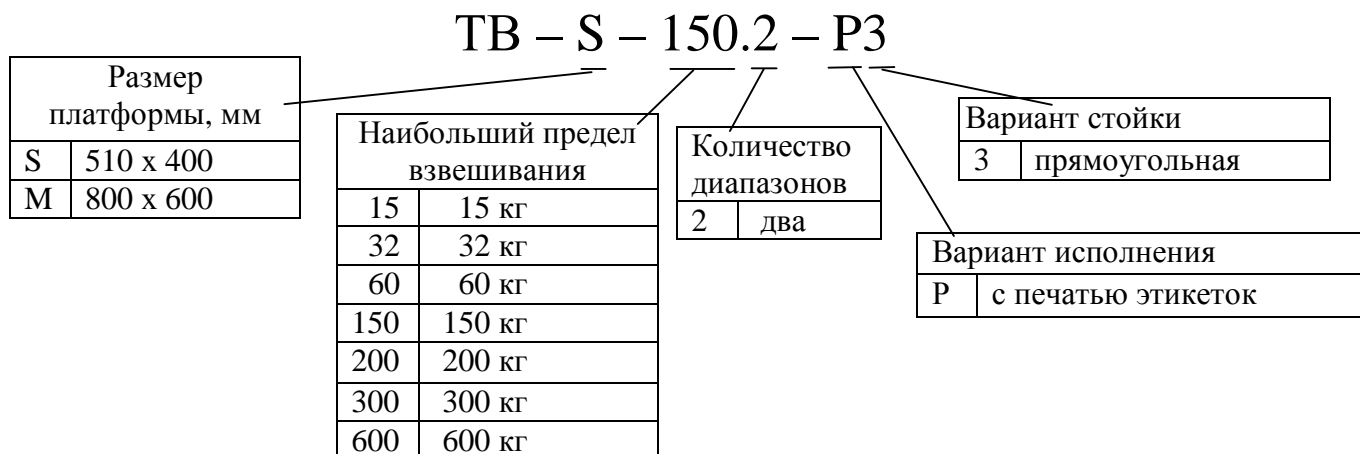 ТВ – S – 150.2 – Р3
Размер
платформы, мм
S 510 х 400
М 800 х 600
Наибольший предел
взвешивания
15 15 кг
32 32 кг
60 60 кг
150 150 кг
200 200 кг
300 300 кг
600 600 кг
Количество
диапазонов
2 два
Вариант стойки
3 прямоугольная
Вариант исполнения
Р с печатью этикеток